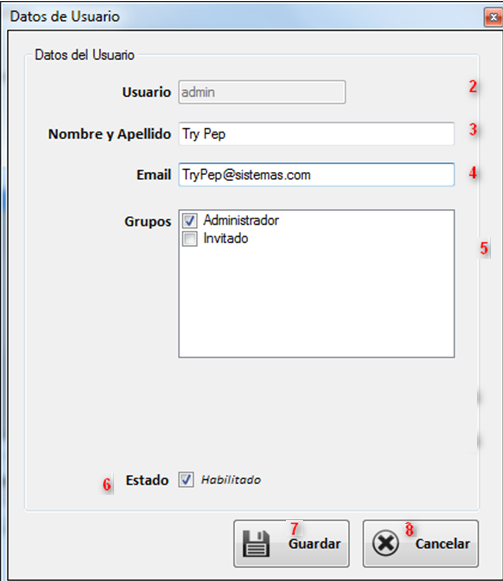 Datos de Usuario
Datos del Usuario
Usuario admin 2
Nombre y Apellido Try Pep 3
Email TryPep@sistemas.com 4
Grupos Administrador
Invitado
5
6 Estado Habilitado
7 Guardar 8 Cancelar